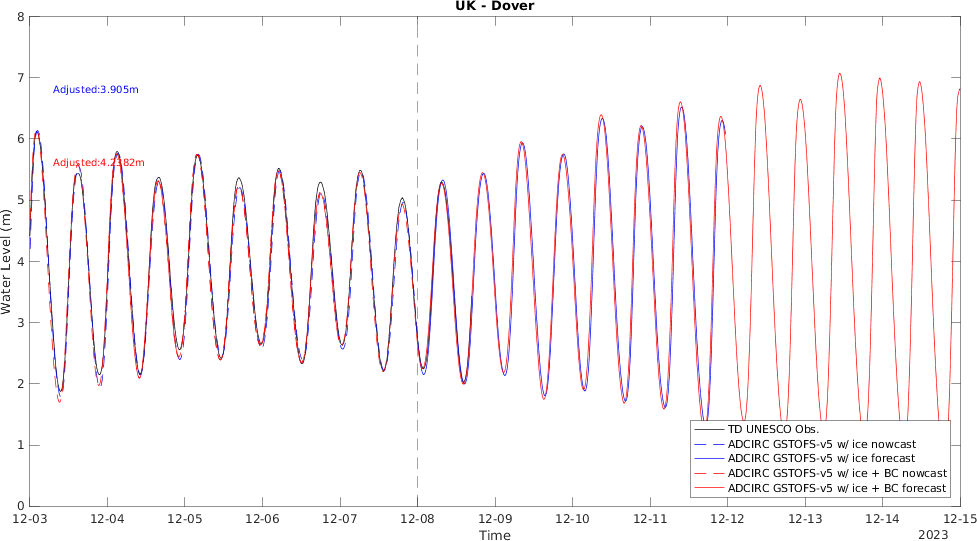 UK - Dover
8
7
6
5
4
3
2
1
0
Adjusted:3.905m
Adjusted:4.2382m
Water Level (m)
TD UNESCO Obs.
ADCIRC GSTOFS-v5 w/ ice nowcast
ADCIRC GSTOFS-v5 w/ ice forecast
ADCIRC GSTOFS-v5 w/ ice + BC nowcast
ADCIRC GSTOFS-v5 w/ ice + BC forecast
12-03 12-04 12-05 12-06 12-07 12-08 12-09 12-10 12-11 12-12 12-13 12-14 12-15
Time
2023